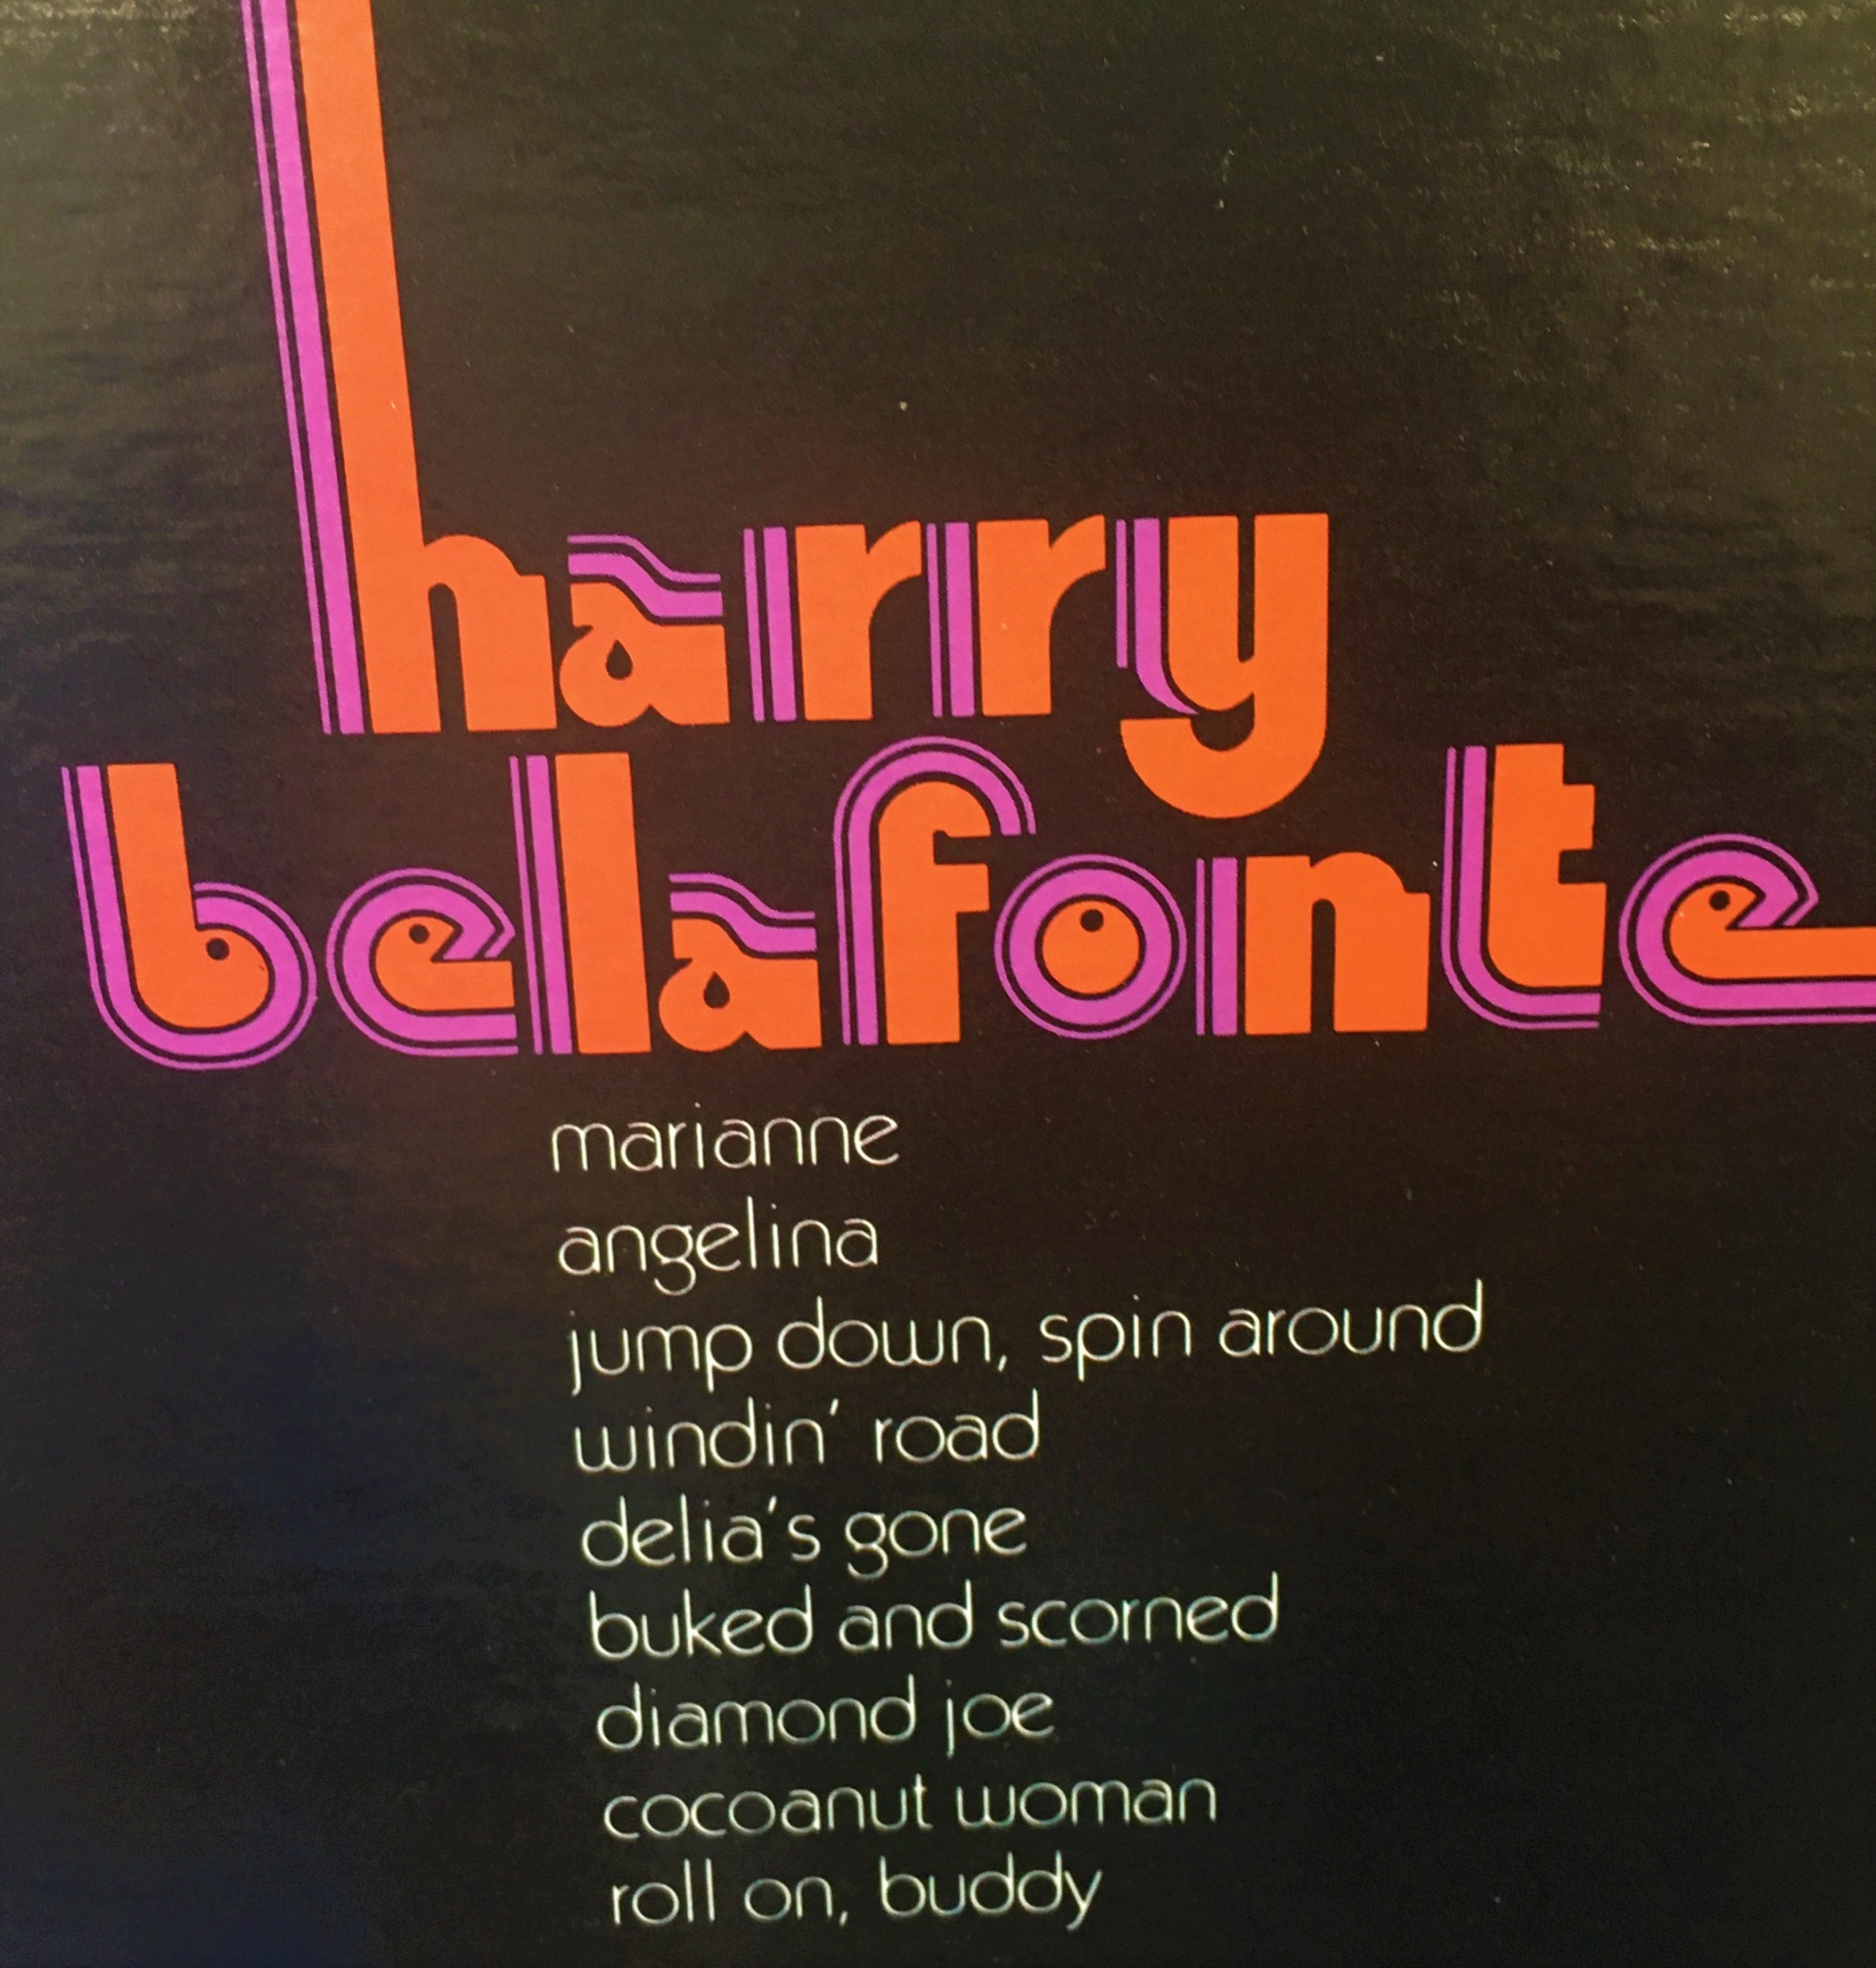 harry
belafonte
marianne
angelina
jump down, spin around
windin' road
delia's gone
buked and scorned
diamond joe
cocoanut woman
roll on, buddy